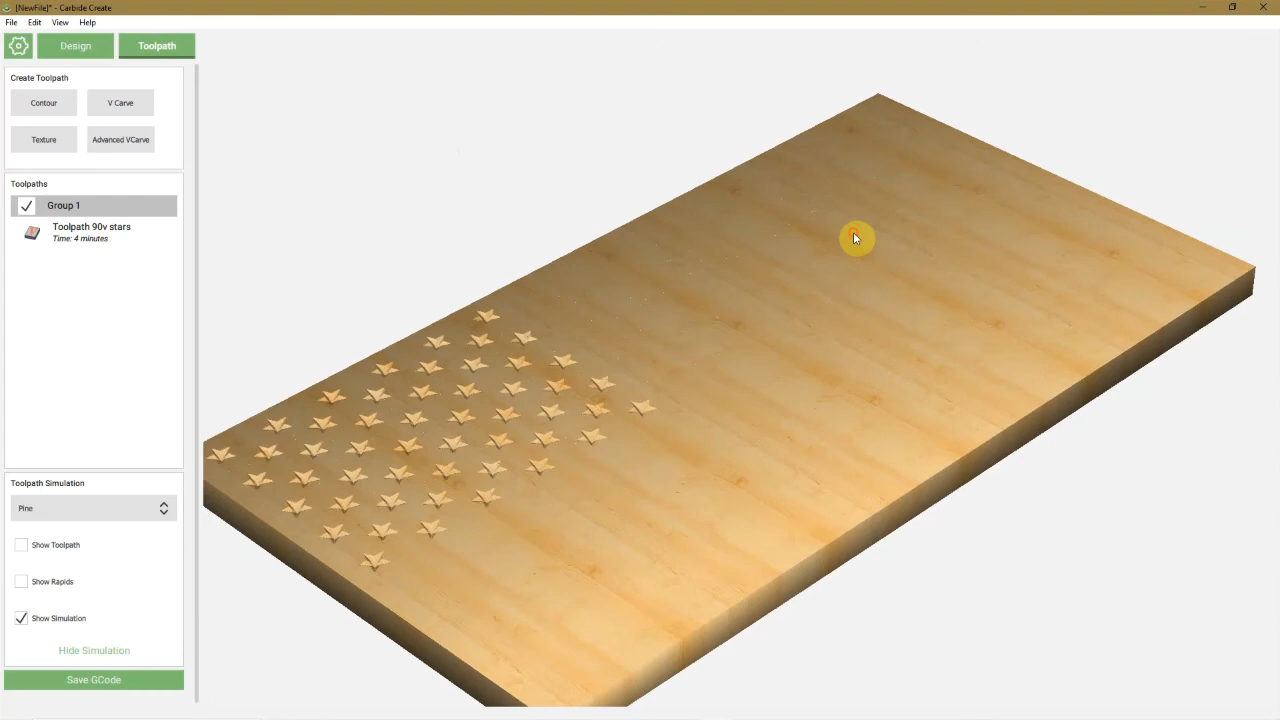 [NewFile]* - Carbide Create
File Edit View Help
Design Toolpath
Create Toolpath
Contour V Carve
Texture Advanced VCarve
Toolpaths
Group 1
Toolpath 90v stars
Time: 4 minutes
Toolpath Simulation
Pine
Show Toolpath
Show Rapids
Show Simulation
Hide Simulation
Save GCode